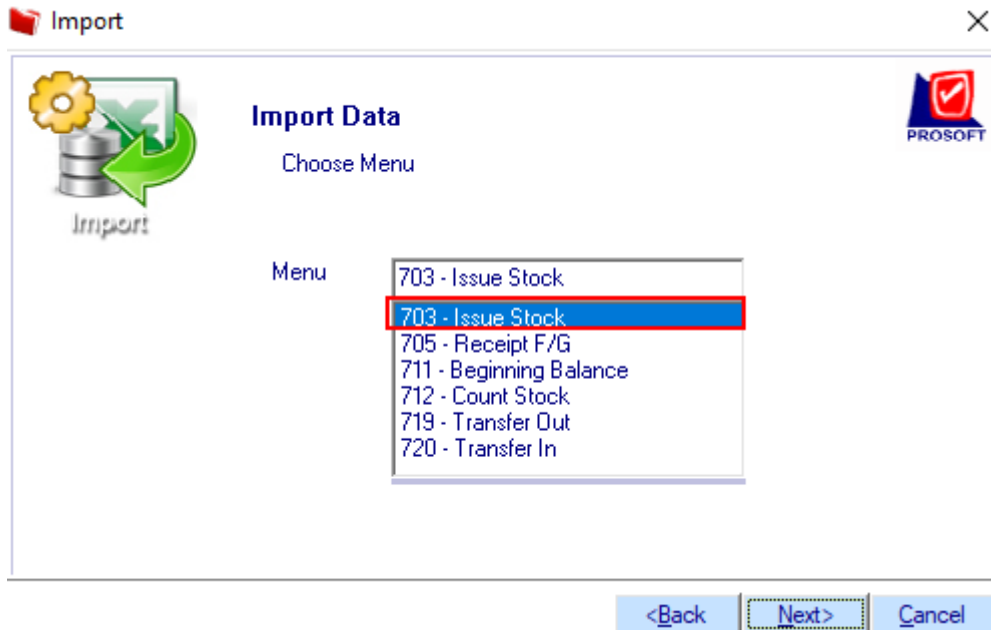 Import
Import Data
PROSOFT
Choose Menu
Import
Menu
703 - Issue Stock
703 - Issue Stock
705 - Receipt F/G
711 - Beginning Balance
712 - Count Stock
719 - Transfer Out
720 - Transfer In
<Back
Next>
Cancel